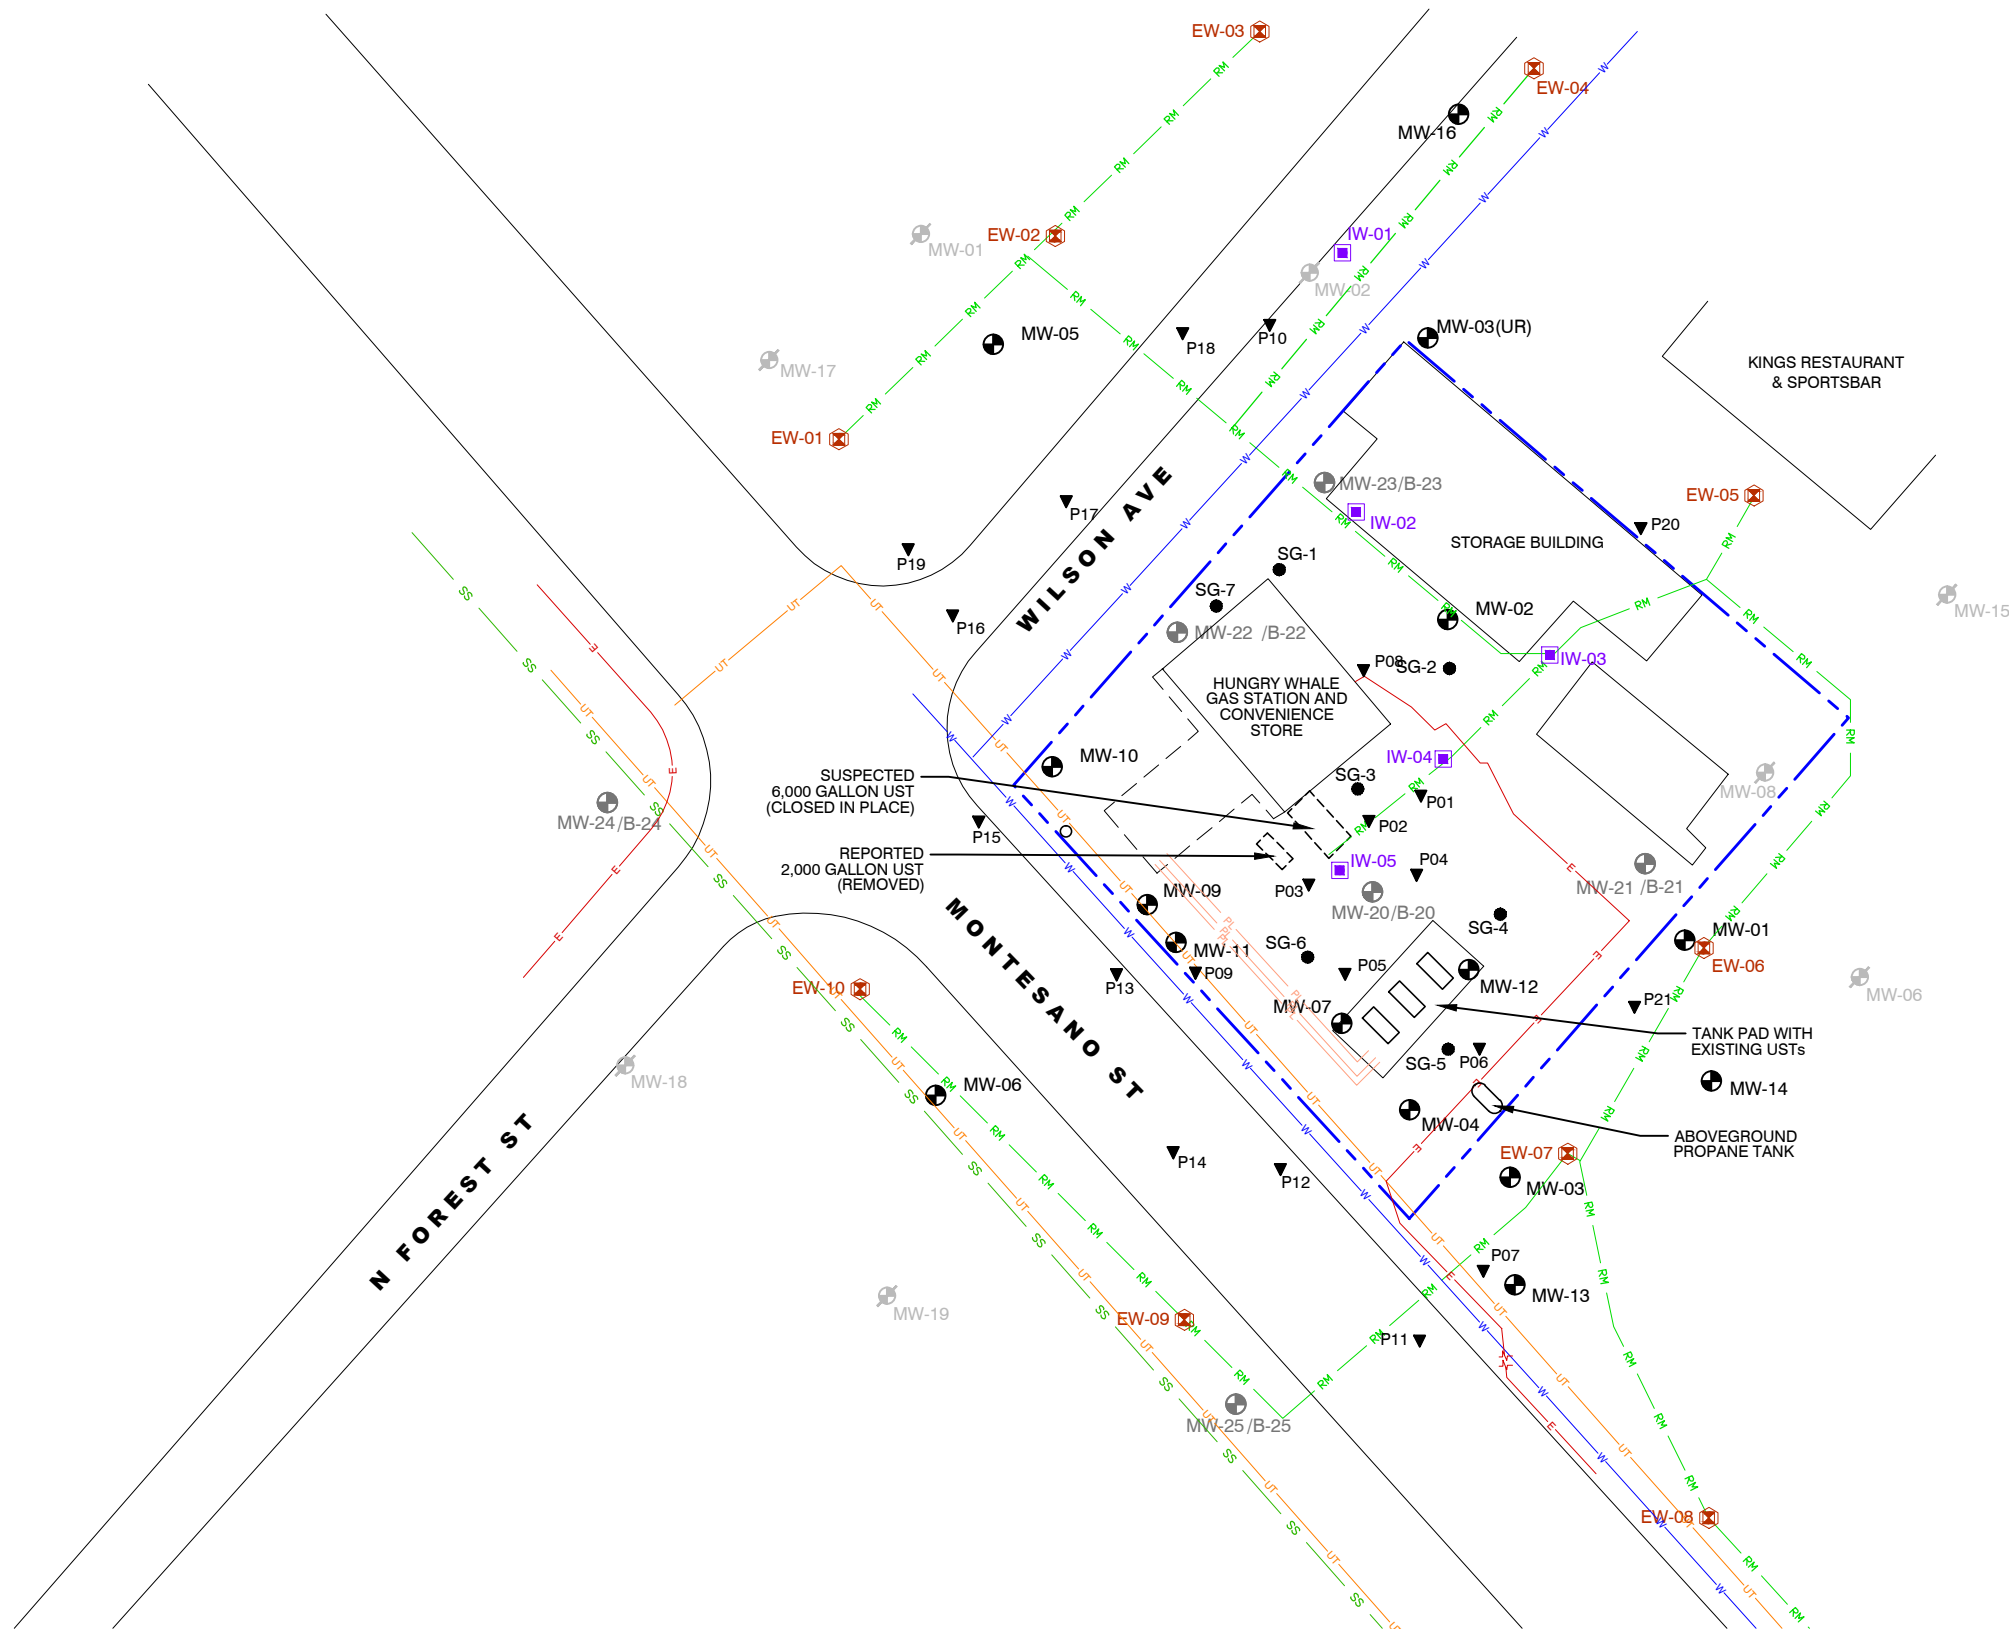 EW-03
EW-04
MW-16
EW-02
MW-01
IW-01
MW-02
MW-05
P18
P10
MW-03(UR)
MW-17
KINGS RESTAURANT
& SPORTSBAR
EW-01
MW-23/B-23
EW-05
P17
IW-02
P20
STORAGE BUILDING
WILSON AVE
P19
SG-1
SG-7
MW-15
P16
MW-22 /B-22
MW-02
P08
SG-2
IW-03
HUNGRY WHALE
GAS STATION AND
CONVENIENCE
STORE
MW-10
IW-04
SUSPECTED
6,000 GALLON UST
(CLOSED IN PLACE)
SG-3
MW-08
P01
MW-24/B-24
P15
P02
REPORTED
2,000 GALLON UST
(REMOVED)
IW-05
P04
MW-09
P03
MW-21 /B-21
MW-20/B-20
MONTESANO ST
SG-4
MW-01
MW-11
SG-6
EW-06
P09
P05
P13
MW-12
EW-10
MW-06
MW-07
P21
TANK PAD WITH
EXISTING USTs
SG-5
P06
MW-18
MW-06
MW-14
MW-04
ABOVEGROUND
PROPANE TANK
N FOREST ST
P14
P12
EW-07
MW-03
P07
MW-13
MW-19
EW-09
P11
MW-25/B-25
EW-08
RM
W
SS
UT
E
PL